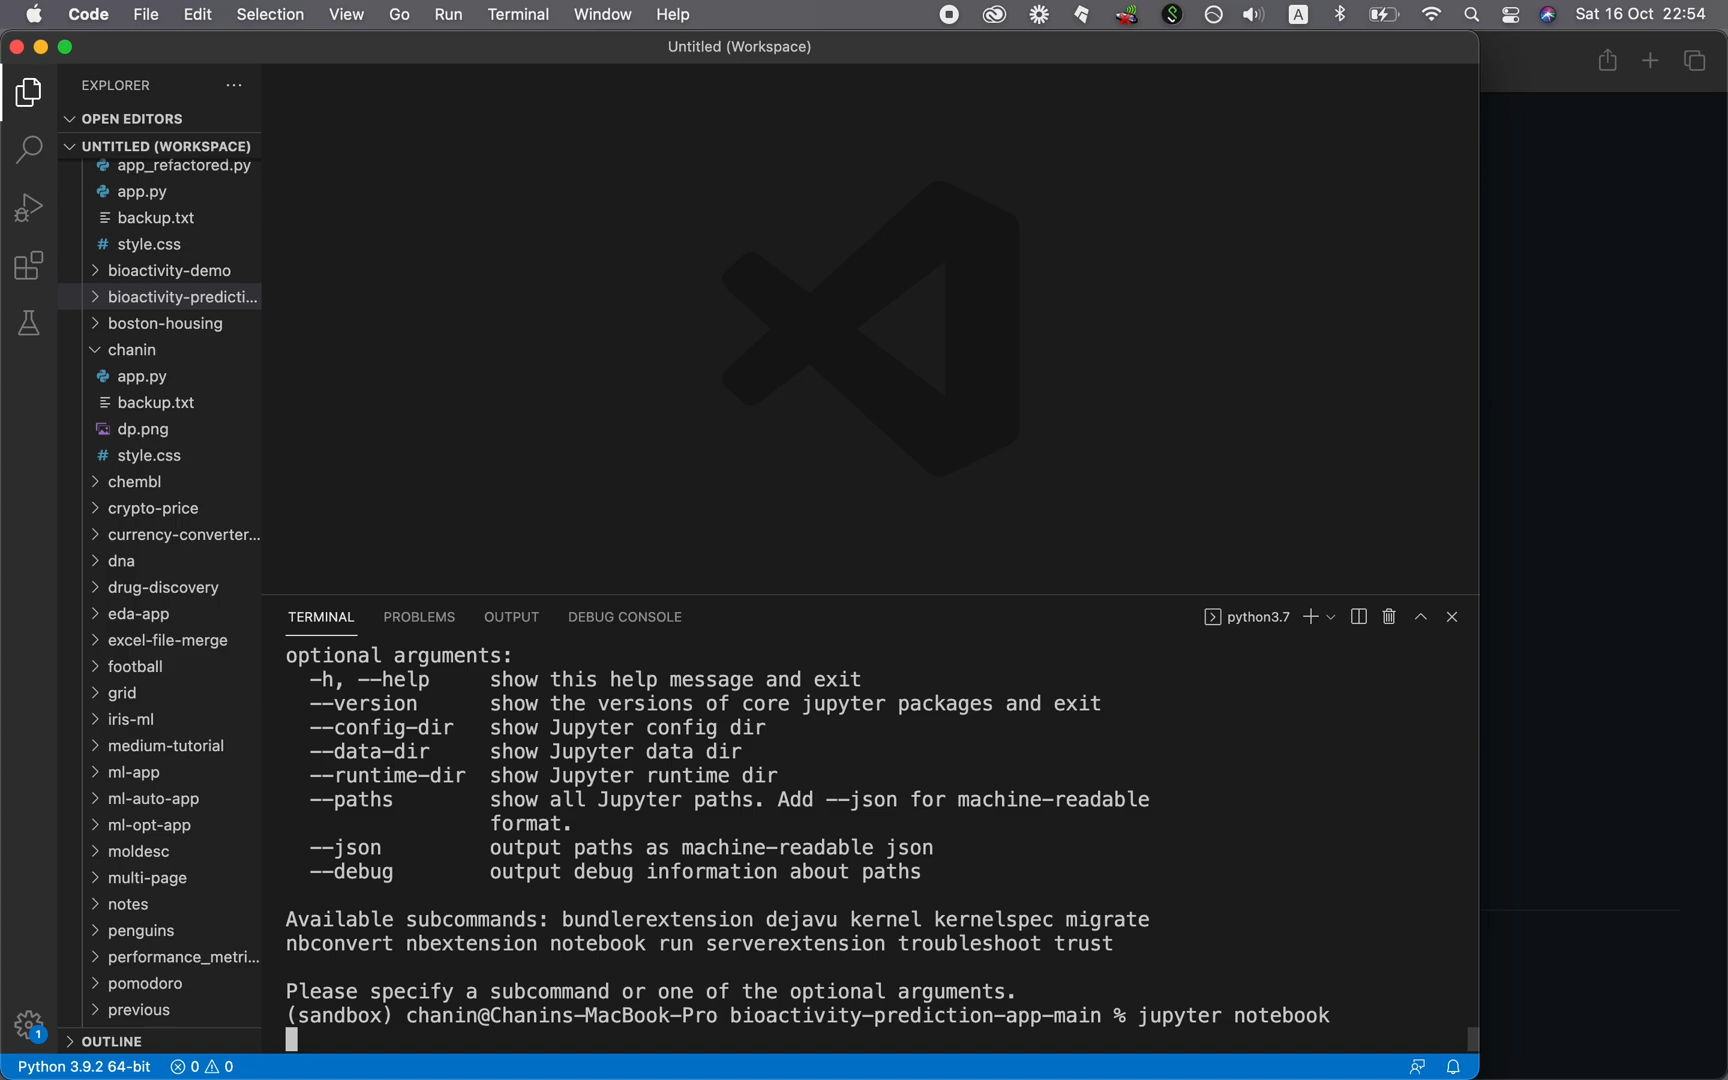 Code File Edit Selection View Go Run Terminal Window Help A Sat 16 Oct 22:54
Untitled (Workspace)
EXPLORER ...
OPEN EDITORS
UNTITLED (WORKSPACE)
app_refactored.py
app.py
backup.txt
# style.css
bioactivity-demo
bioactivity-predicti...
boston-housing
chanin
app.py
backup.txt
dp.png
# style.css
chembl
crypto-price
currency-converter...
dna
drug-discovery
eda-app
excel-file-merge
football
grid
iris-ml
medium-tutorial
ml-app
ml-auto-app
ml-opt-app
moldesc
multi-page
notes
penguins
performance_metri...
pomodoro
previous
OUTLINE
1
TERMINAL PROBLEMS OUTPUT DEBUG CONSOLE python3.7
optional arguments:
-h, --help show this help message and exit
--version show the versions of core jupyter packages and exit
--config-dir show Jupyter config dir
--data-dir show Jupyter data dir
--runtime-dir show Jupyter runtime dir
--paths show all Jupyter paths. Add --json for machine-readable
format.
--json output paths as machine-readable json
--debug output debug information about paths
Available subcommands: bundlerextension dejavu kernel kernelspec migrate
nbconvert nbextension notebook run serverextension troubleshoot trust
Please specify a subcommand or one of the optional arguments.
(sandbox) chanin@Chanins-MacBook-Pro bioactivity-prediction-app-main % jupyter notebook
Python 3.9.2 64-bit 0 0